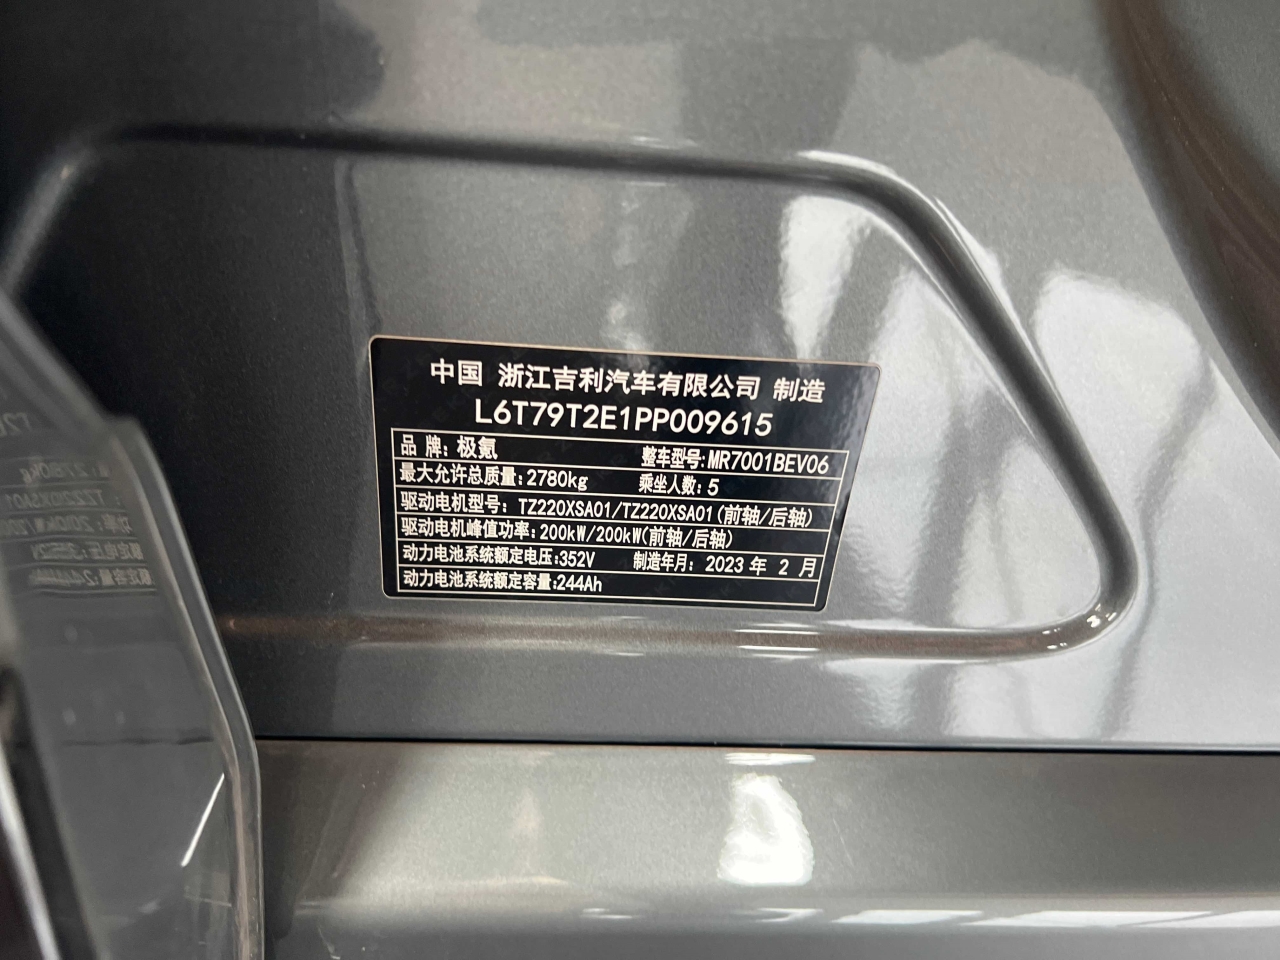 中国 浙江吉利汽车有限公司 制造
L6T79T2E1PP009615
品 牌: 极氪 整车型号:MR7001BEV06
最大允许总质量:2780kg 乘坐人数: 5
驱动电机型号: TZ220XSA01/TZ220XSA01(前轴/后轴)
驱动电机峰值功率:200kW/200kW(前轴/后轴)
动力电池系统额定电压:352V 制造年月: 2023 年 2 月
动力电池系统额定容量:244Ah